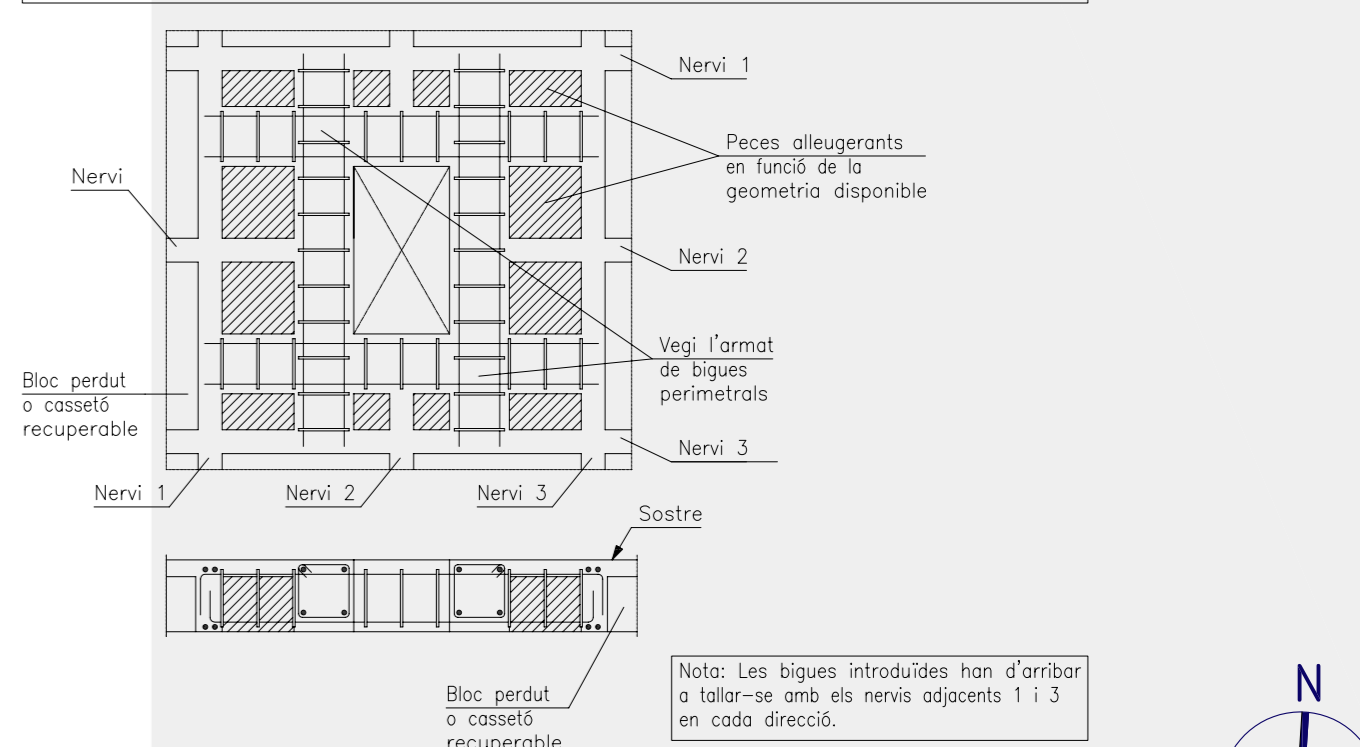 Nervi 1
Peces alleugerants
en funció de la
geometria disponible
Nervi
Nervi 2
Vegi l'armat
de bigues
perimetrals
Bloc perdut
o cassetó
recuperable
Nervi 3
Nervi 1
Nervi 2
Nervi 3
Sostre
Bloc perdut
o cassetó
recuperable
Nota: Les bigues introduïdes han d'arribar
a tallar-se amb els nervis adjacents 1 i 3
en cada direcció.
N